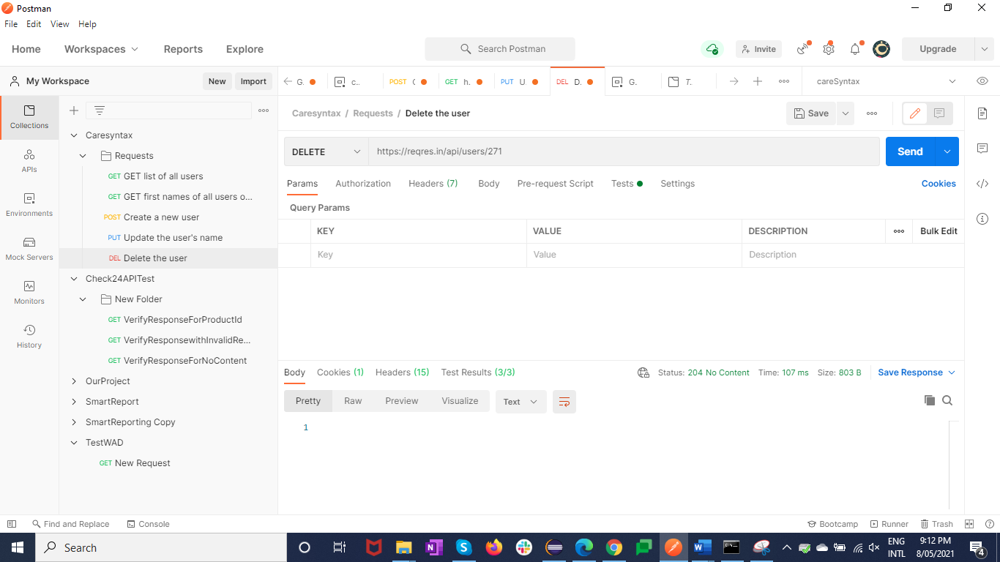 Postman
File Edit View Help
Home Workspaces Reports Explore Search Postman Invite Upgrade
My Workspace New Import
G. c.. POST GET h. PUT U. DEL D. G. T. careSyntax
Collections
APIs
Environments
Mock Servers
Monitors
History
Caresyntax
Requests
GET GET list of all users
GET GET first names of all users o...
POST Create a new user
PUT Update the user's name
DEL Delete the user
Check24APITest
New Folder
GET VerifyResponseForProductId
GET VerifyResponsewithInvalidRe...
GET VerifyResponseForNoContent
OurProject
SmartReport
SmartReporting Copy
TestWAD
GET New Request
Caresyntax / Requests / Delete the user Save
DELETE https://reqres.in/api/users/271 Send
Params Authorization Headers (7) Body Pre-request Script Tests Settings Cookies
Query Params
KEY VALUE DESCRIPTION Bulk Edit
Key Value Description
Body Cookies (1) Headers (15) Test Results (3/3) Status: 204 No Content Time: 107 ms Size: 803 B Save Response
Pretty Raw Preview Visualize Text
1
Find and Replace Console Bootcamp Runner Trash
Search
ENG
INTL
9:12 PM
8/05/2021
4